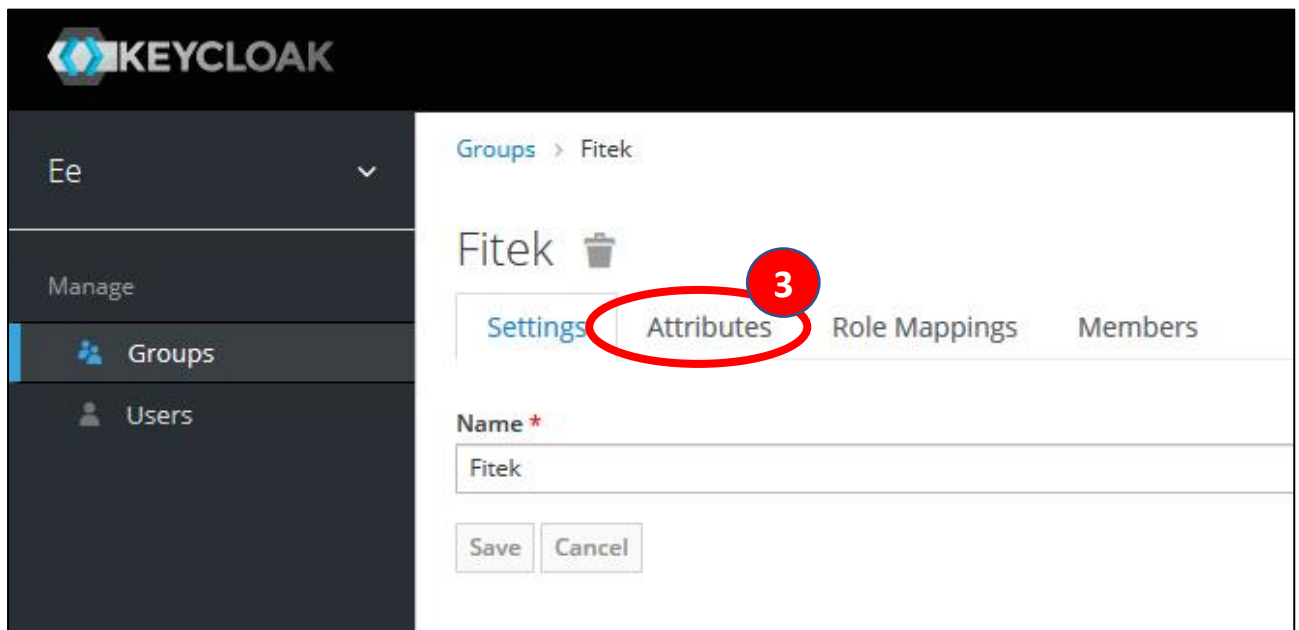 KEYCLOAK
Ee
Groups > Fitek
Fitek
3
Manage
Groups
Users
Settings Attributes Role Mappings Members
Name *
Fitek
Save Cancel